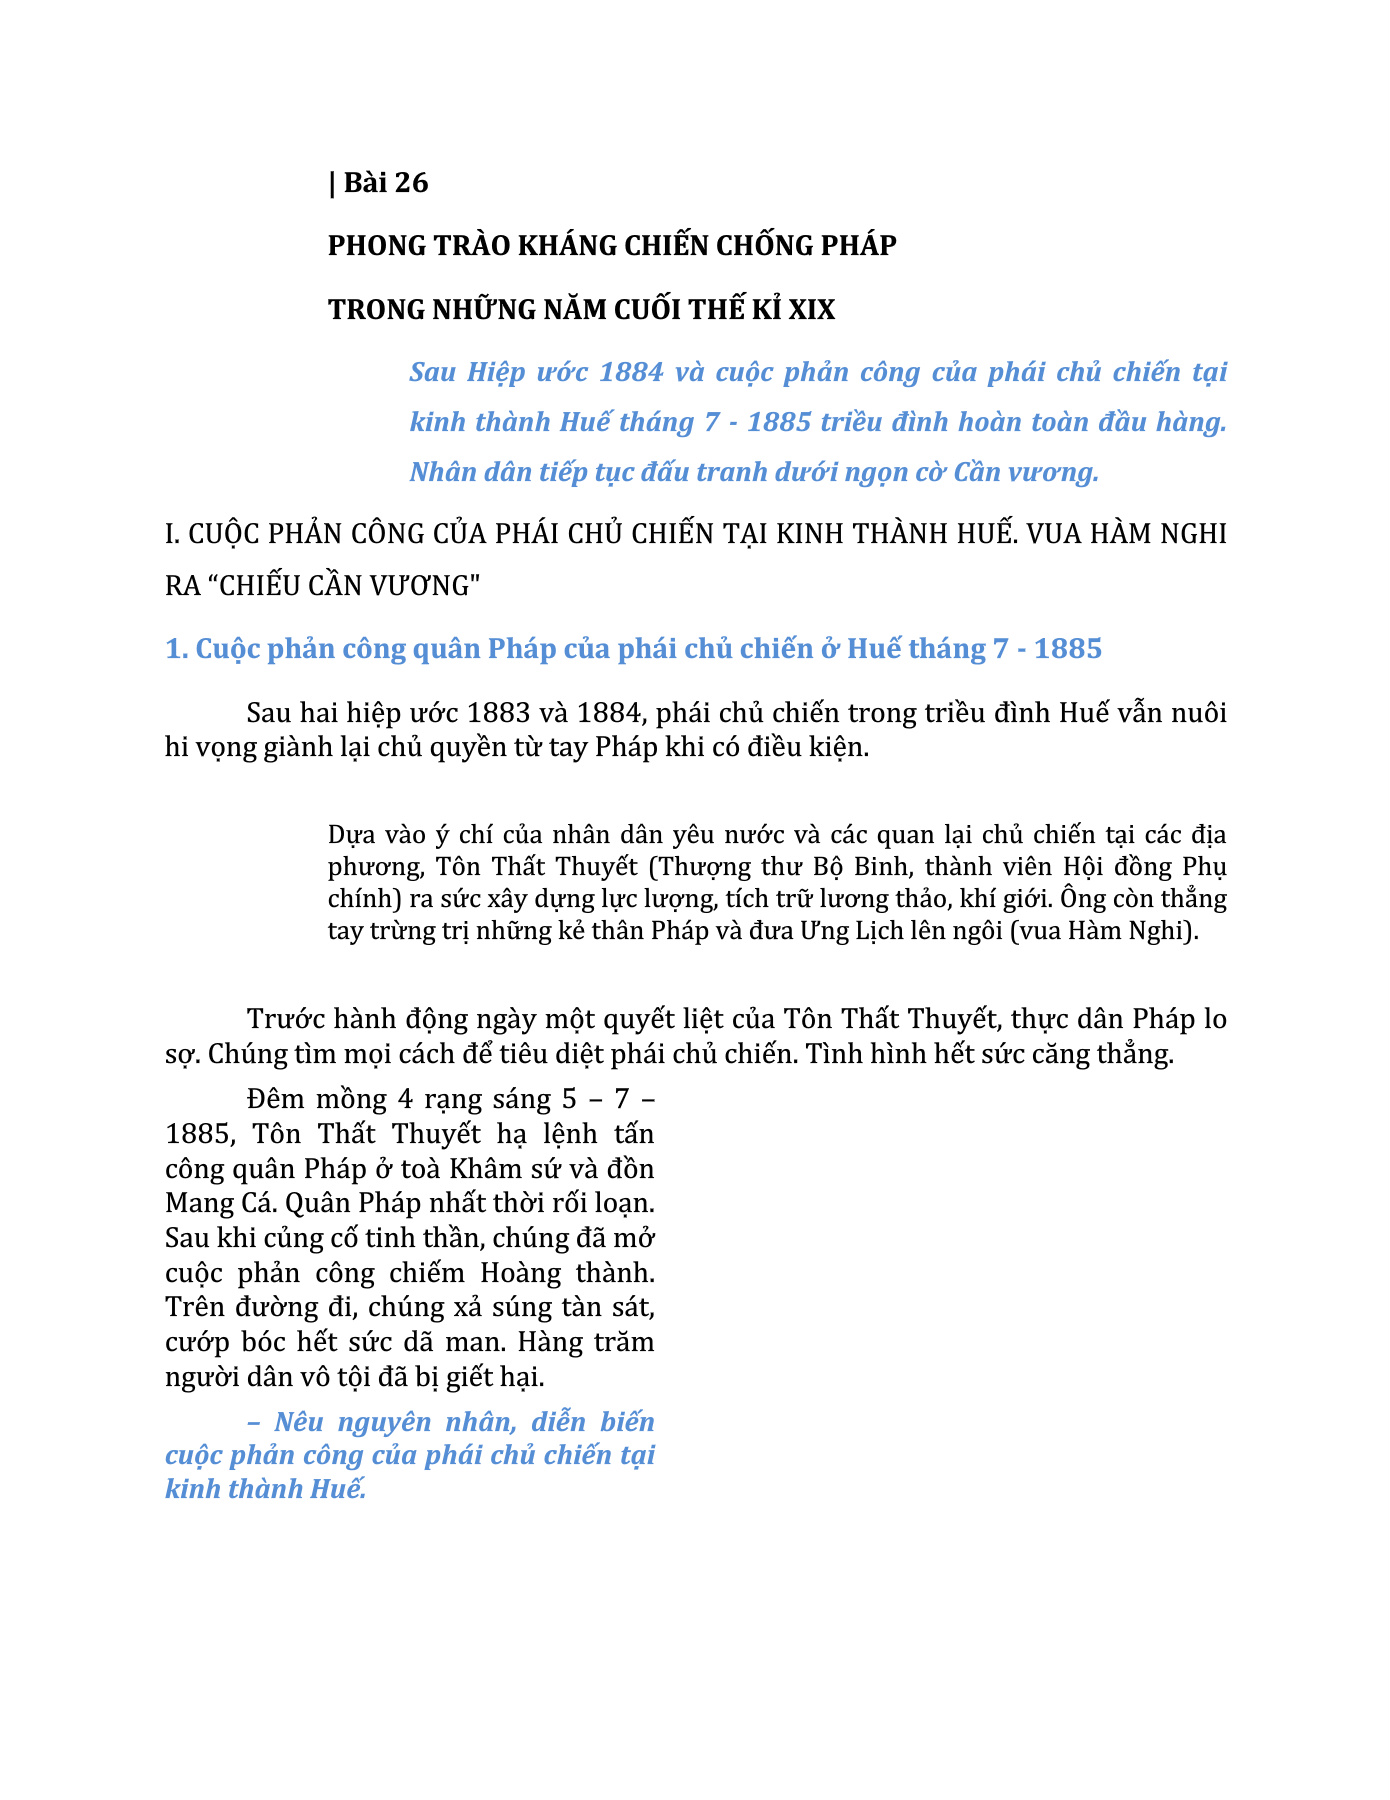 | Bài 26
PHONG TRÀO KHÁNG CHIẾN CHỐNG PHÁP
TRONG NHỮNG NĂM CUỐI THẾ KỈ XIX
Sau Hiệp ước 1884 và cuộc phản công của phái chủ chiến tại
kinh thành Huế tháng 7 - 1885 triều đình hoàn toàn đầu hàng.
Nhân dân tiếp tục đấu tranh dưới ngọn cờ Cần vương.
I. CUỘC PHẢN CÔNG CỦA PHÁI CHỦ CHIẾN TẠI KINH THÀNH HUẾ. VUA HÀM NGHI
RA “CHIẾU CẦN VƯƠNG"
1. Cuộc phản công quân Pháp của phái chủ chiến ở Huế tháng 7 - 1885
Sau hai hiệp ước 1883 và 1884, phái chủ chiến trong triều đình Huế vẫn nuôi
hi vọng giành lại chủ quyền từ tay Pháp khi có điều kiện.
Dựa vào ý chí của nhân dân yêu nước và các quan lại chủ chiến tại các địa
phương, Tôn Thất Thuyết (Thượng thư Bộ Binh, thành viên Hội đồng Phụ
chính) ra sức xây dựng lực lượng, tích trữ lương thảo, khí giới. Ông còn thẳng
tay trừng trị những kẻ thân Pháp và đưa Ưng Lịch lên ngôi (vua Hàm Nghi).
Trước hành động ngày một quyết liệt của Tôn Thất Thuyết, thực dân Pháp lo
sợ. Chúng tìm mọi cách để tiêu diệt phái chủ chiến. Tình hình hết sức căng thẳng.
Đêm mồng 4 rạng sáng 5 – 7 –
1885, Tôn Thất Thuyết hạ lệnh tấn
công quân Pháp ở toà Khâm sứ và đồn
Mang Cá. Quân Pháp nhất thời rối loạn.
Sau khi củng cố tinh thần, chúng đã mở
cuộc phản công chiếm Hoàng thành.
Trên đường đi, chúng xả súng tàn sát,
cướp bóc hết sức dã man. Hàng trăm
người dân vô tội đã bị giết hại.
– Nêu nguyên nhân, diễn biến
cuộc phản công của phái chủ chiến tại
kinh thành Huế.